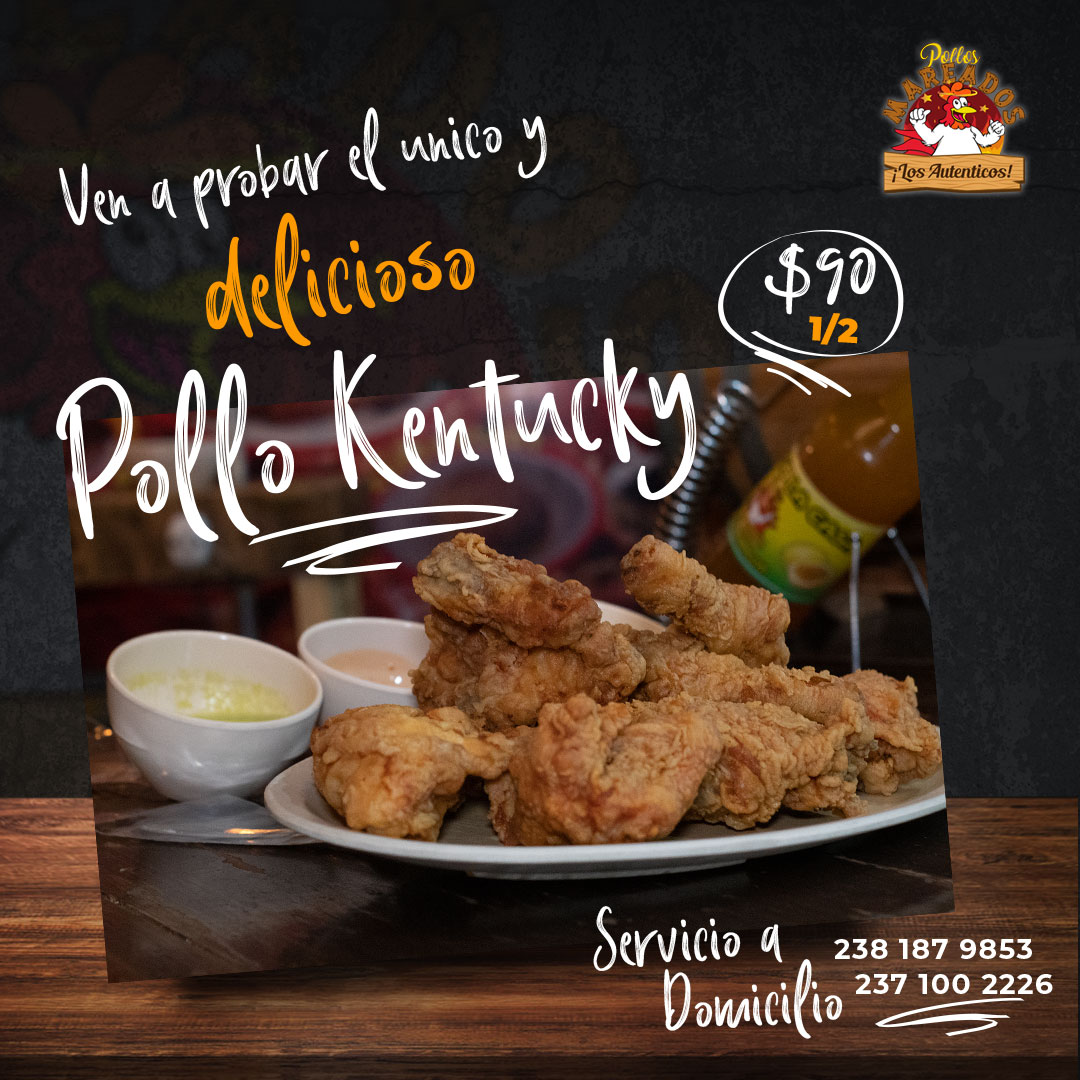 Pollos
MAREADOS
¡Los Autenticos!
Ven a probar el unico y
delicioso
Pollo Kentucky
$90
1/2
Servicio a
Domicilio
238 187 9853
237 100 2226